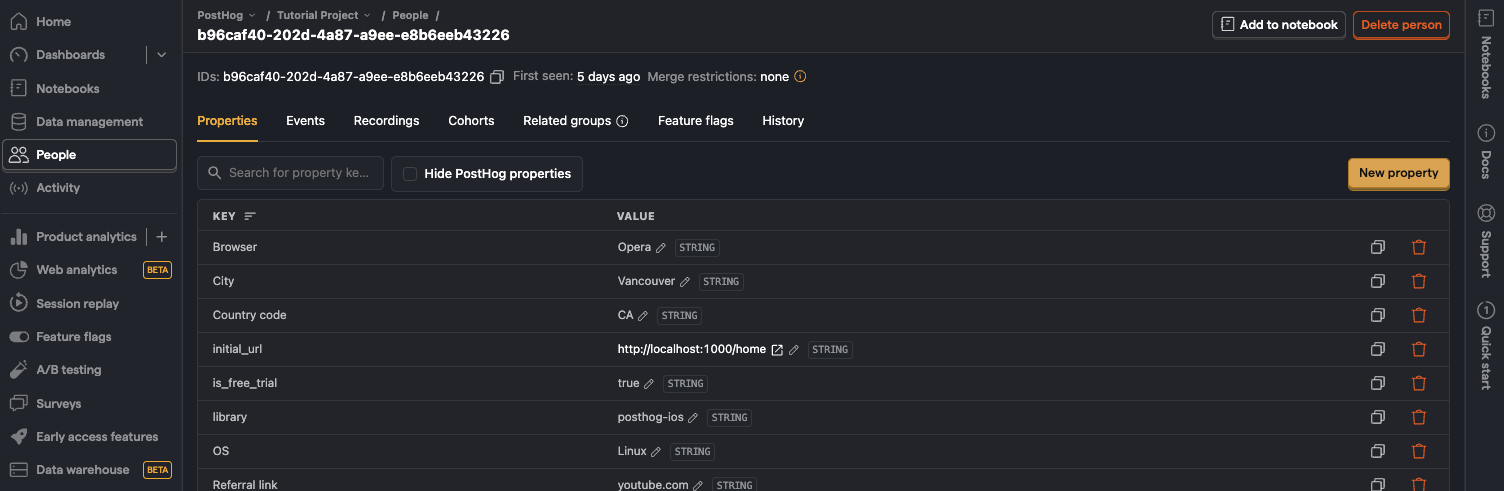 Home
Dashboards
Notebooks
Data management
People
Activity
Product analytics
Web analytics BETA
Session replay
Feature flags
A/B testing
Surveys
Early access features
Data warehouse BETA
PostHog / Tutorial Project / People /
b96caf40-202d-4a87-a9ee-e8b6eeb43226
Add to notebook
Delete person
IDs: b96caf40-202d-4a87-a9ee-e8b6eeb43226 First seen: 5 days ago Merge restrictions: none
Properties Events Recordings Cohorts Related groups Feature flags History
Search for property ke... Hide PostHog properties New property
KEY VALUE
Browser Opera STRING
City Vancouver STRING
Country code CA STRING
initial_url http://localhost:1000/home STRING
is_free_trial true STRING
library posthog-ios STRING
OS Linux STRING
Referral link youtube.com STRING
Notebooks
Docs
Support
1
Quick start